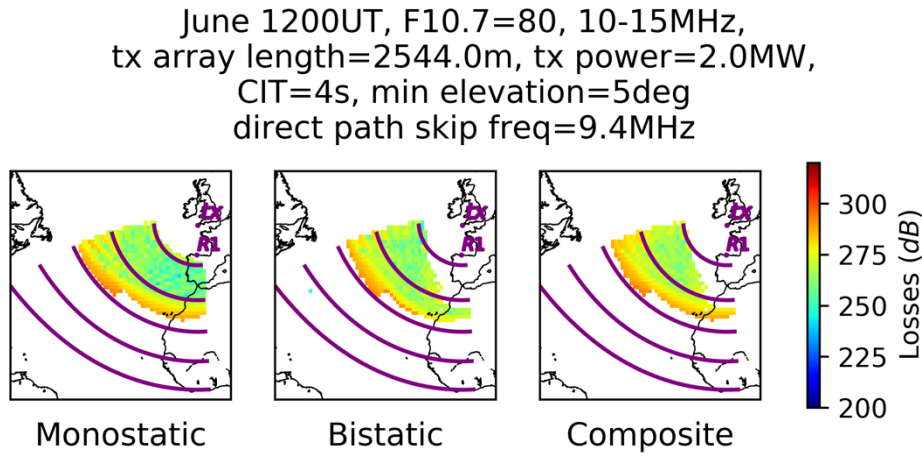 June 1200UT, F10.7=80, 10-15MHz,
tx array length=2544.0m, tx power=2.0MW,
CIT=4s, min elevation=5deg
direct path skip freq=9.4MHz
tx
R1
tx
R1
tx
R1
300
275
250
225
200
Losses (dB)
Monostatic
Bistatic
Composite